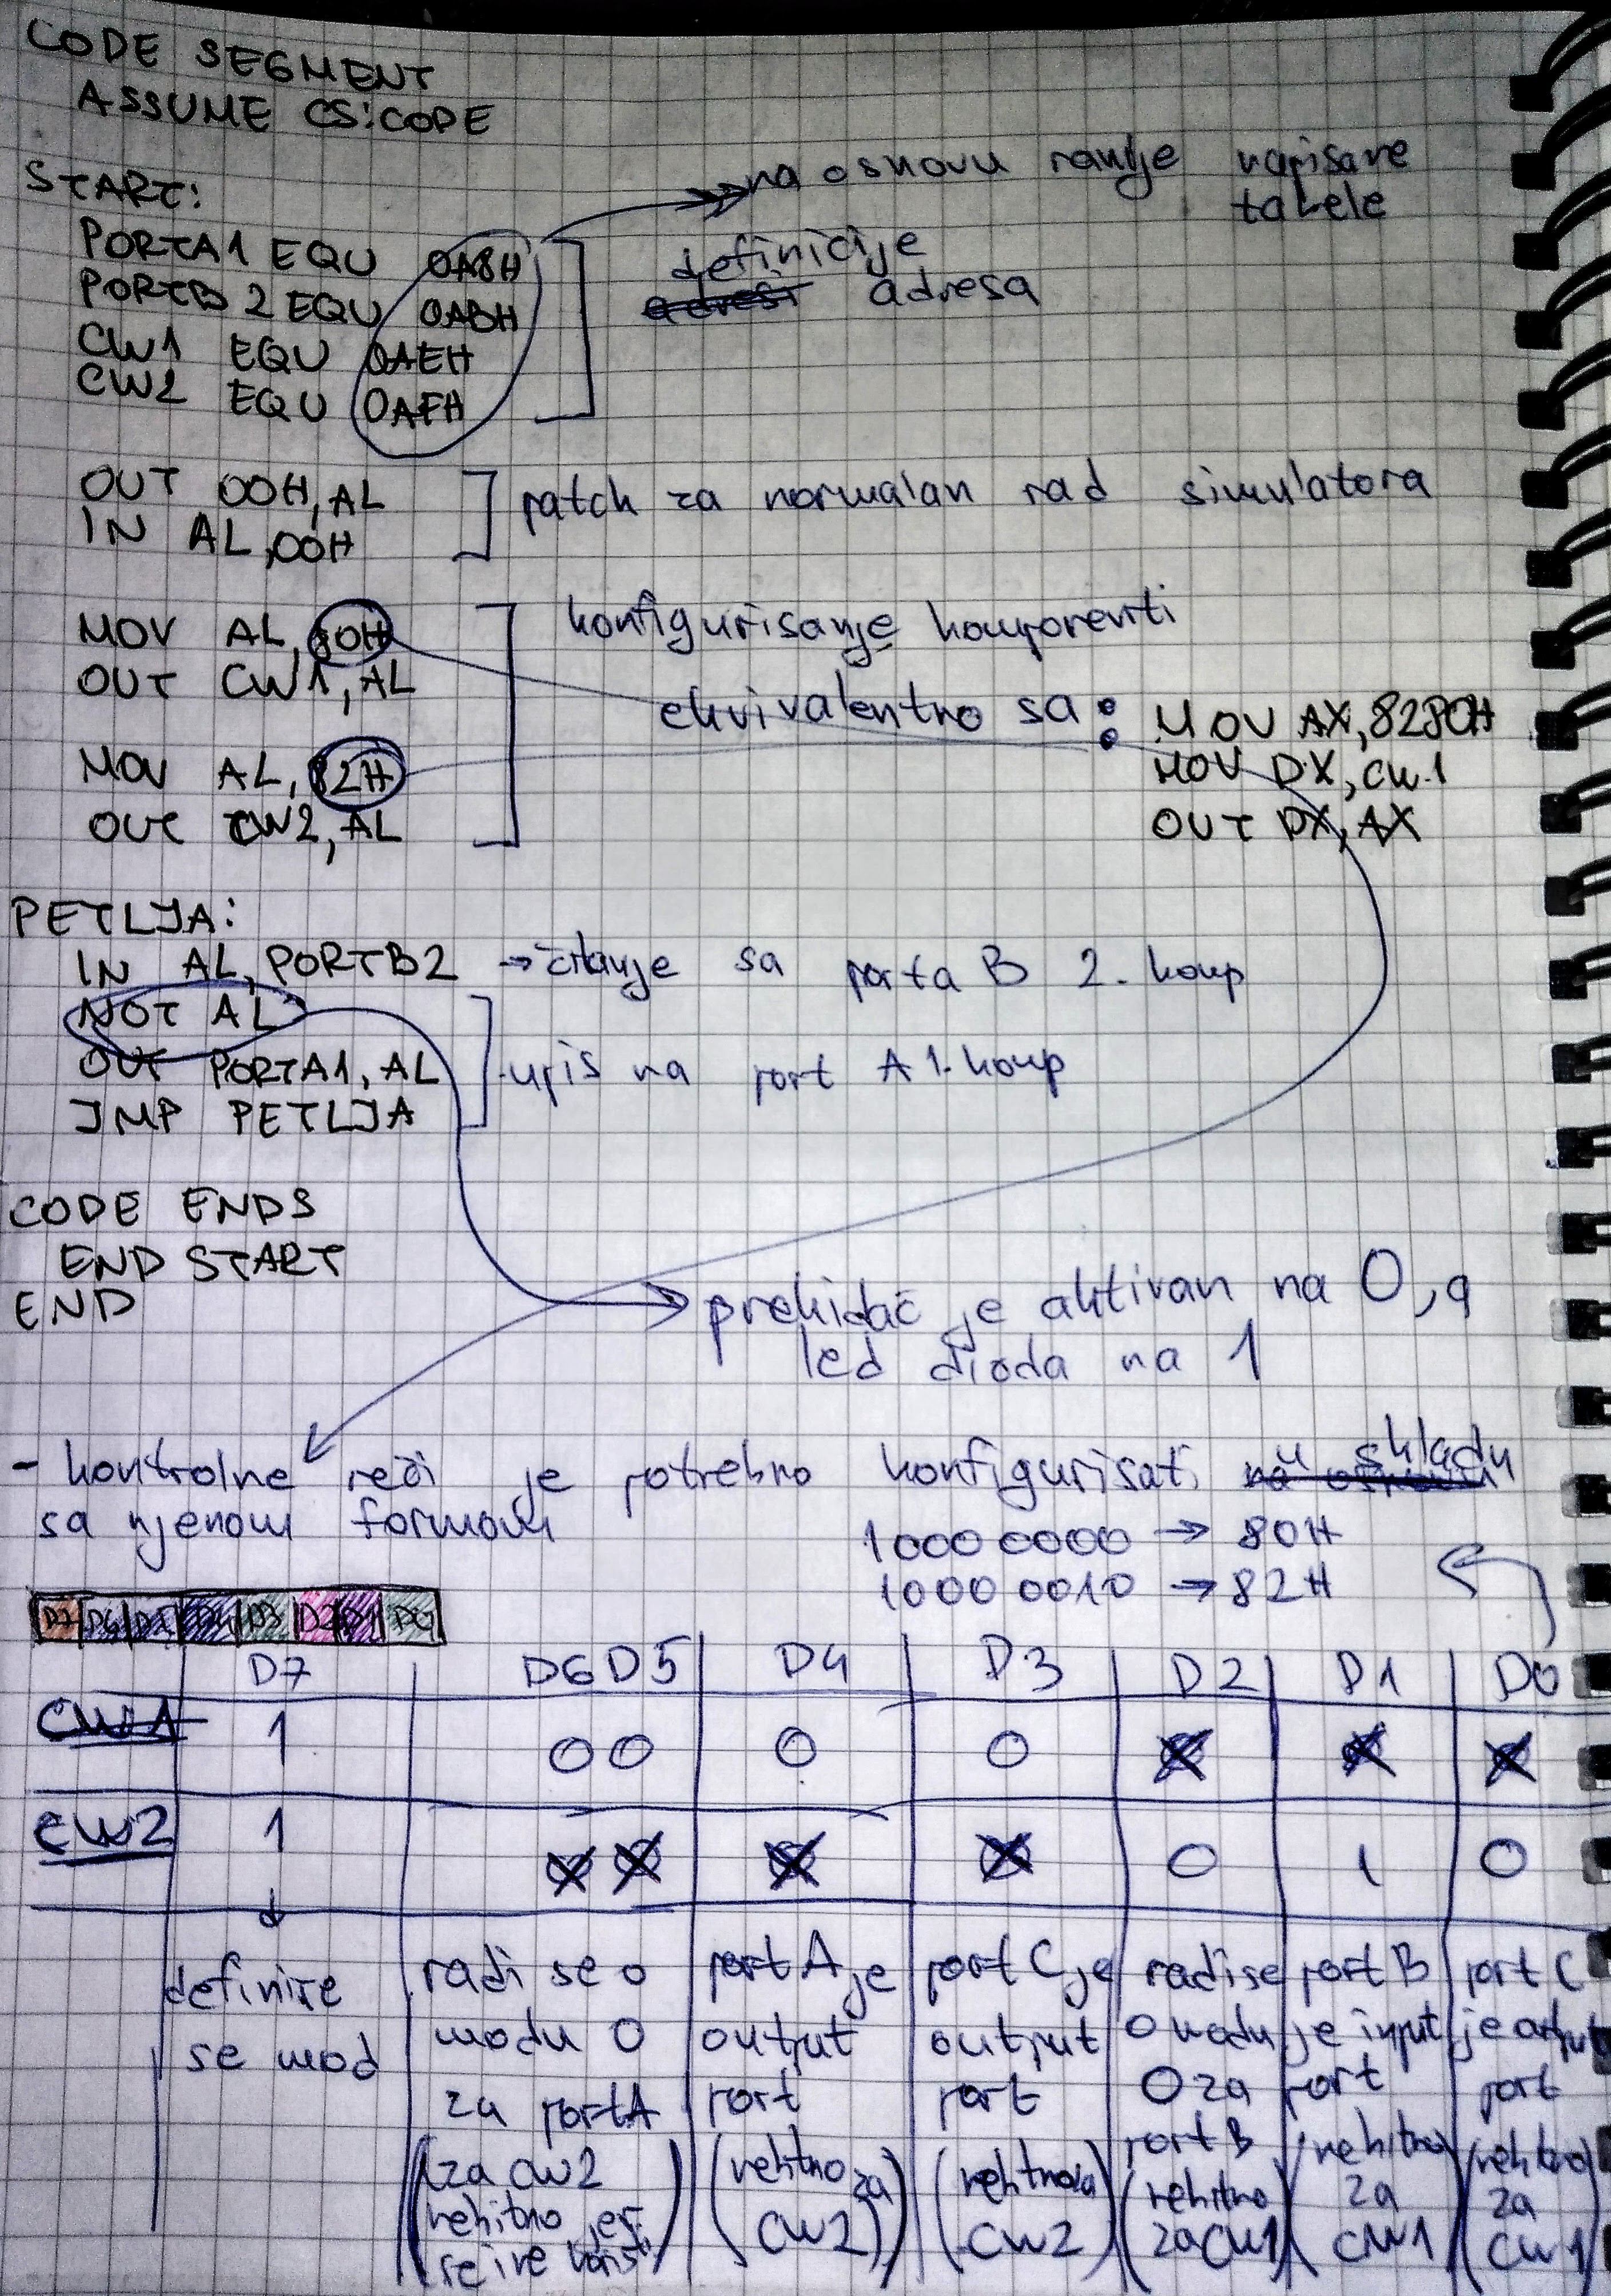 CODE SEGMENT
ASSUME CS:CODE
START:
na osnovu ranije napisane
tabele
PORTA1 EQU 0A8H
PORTB2 EQU 0ABH
CW1 EQU 0AEH
CW2 EQU 0AFH
definicije
adresi adresa
OUT 00H,AL
IN AL,00H
patch za normalan rad simulatora
MOV AL,80H
OUT CW1,AL
MOV AL,82H
OUT CW2,AL
konfigurisanje komponenti
ekvivalentno sa:
MOV AX,8280H
MOV DX,CW1
OUT DX,AX
PETLJA:
IN AL,PORTB2 → čitanje sa porta B 2. komp
NOT AL
OUT PORTA1,AL
JMP PETLJA
upis na port A 1. komp
CODE ENDS
END START
END
prekidač je aktivan na 0, a
led dioda na 1
- kontrolne reči je potrebno konfigurisati u skladu
sa njenom formom
1000 0000 → 80H
1000 0010 → 82H
D7 D6 D5 D4 D3 D2 D1 D0
D7 D6 D5 D4 D3 D2 D1 D0
CW1 1 00 0 0 X X X
CW2 1 X X X X 0 1 0
definiše
se mod
radi se o
modu 0
za port A
(za CW2
nebitno jer
se ne korist)
port A je
output
port
(nebitno za
CW2)
port C je
output
port
(nebitno za
CW2)
radi se
o modu
0 za
port B
(nebitno
za CW1)
port B
je input
port
(nebitno
za
CW1)
port C
je output
port
(nebitno
za
CW1)